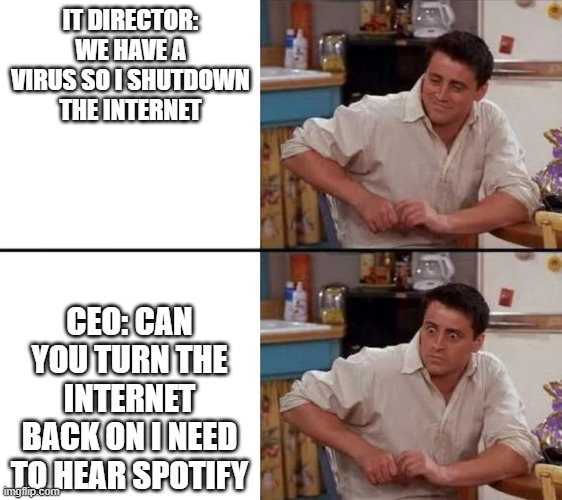 IT DIRECTOR:
WE HAVE A
VIRUS SO I SHUTDOWN
THE INTERNET
CEO: CAN
YOU TURN THE
INTERNET
BACK ON I NEED
TO HEAR SPOTIFY
imgflip.com